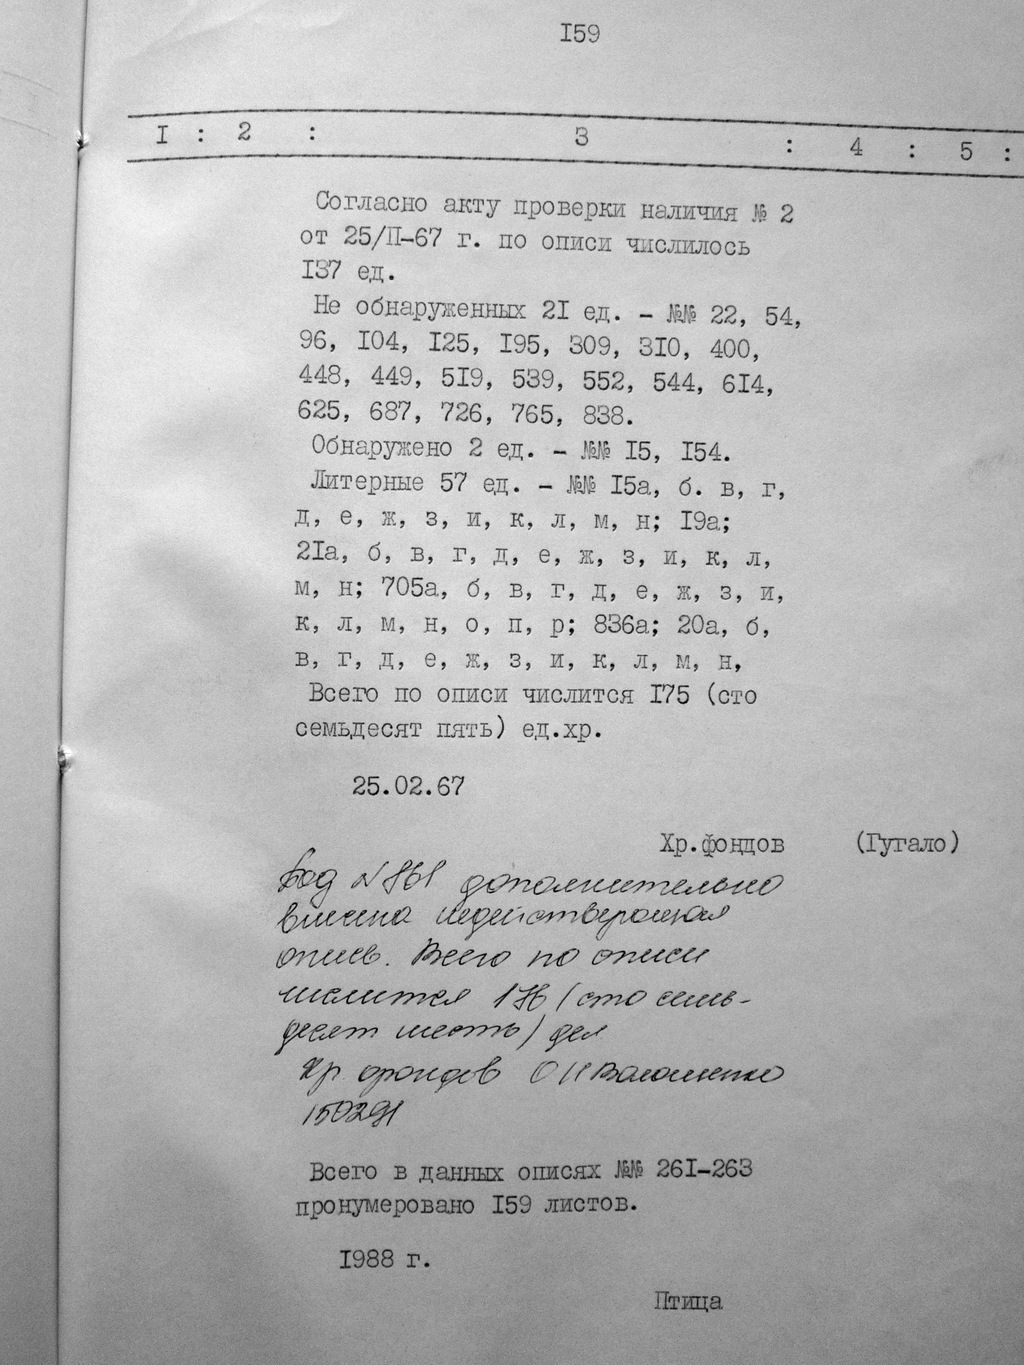 I59
I : 2 : 3 : 4 : 5 :
Согласно акту проверки наличия № 2
от 25/П-67 г. по описи числилось
I37 ед.
Не обнаруженных 2I ед. - №№ 22, 54,
96, I04, I25, I95, 309, 3I0, 400,
448, 449, 5I9, 539, 552, 544, 6I4,
625, 687, 726, 765, 838.
Обнаружено 2 ед. - №№ I5, I54.
Литерные 57 ед. - №№ I5а, б. в, г,
д, е, ж, з, и, к, л, м, н; I9а;
2Iа, б, в, г, д, е, ж, з, и, к, л,
м, н; 705а, б, в, г, д, е, ж, з, и,
к, л, м, н, о, п, р; 836а; 20а, б,
в, г, д, е, ж, з, и, к, л, м, н,
Всего по описи числится I75 (сто
семьдесят пять) ед.хр.
25.02.67
Хр.фондов (Гугало)
Под N 861 дополнительно
внесена недействующая
опись. Всего по описи
числится 176 (сто семь-
десят шесть) дел
Хр фондов
150291
Всего в данных описях №№ 26I-263
пронумеровано I59 листов.
I988 г.
Птица